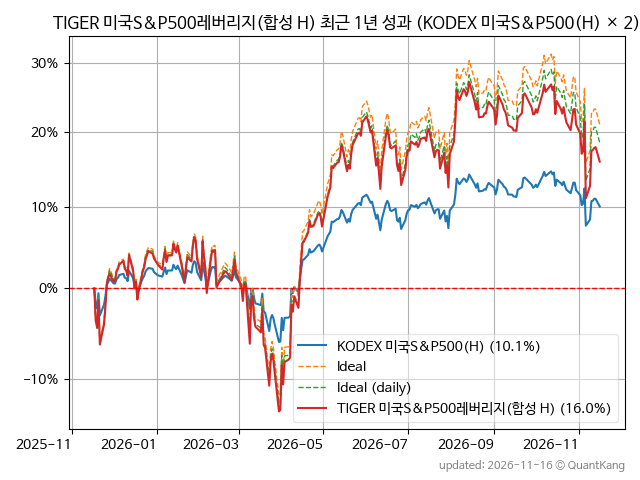 TIGER 미국S&P500레버리지(합성 H) 최근 1년 성과 (KODEX 미국S&P500(H) × 2)
30%
20%
10%
0%
−10%
KODEX 미국S&P500(H) (10.1%)
Ideal
Ideal (daily)
TIGER 미국S&P500레버리지(합성 H) (16.0%)
2025-11
2026-01
2026-03
2026-05
2026-07
2026-09
2026-11
updated: 2026-11-16 © QuantKang